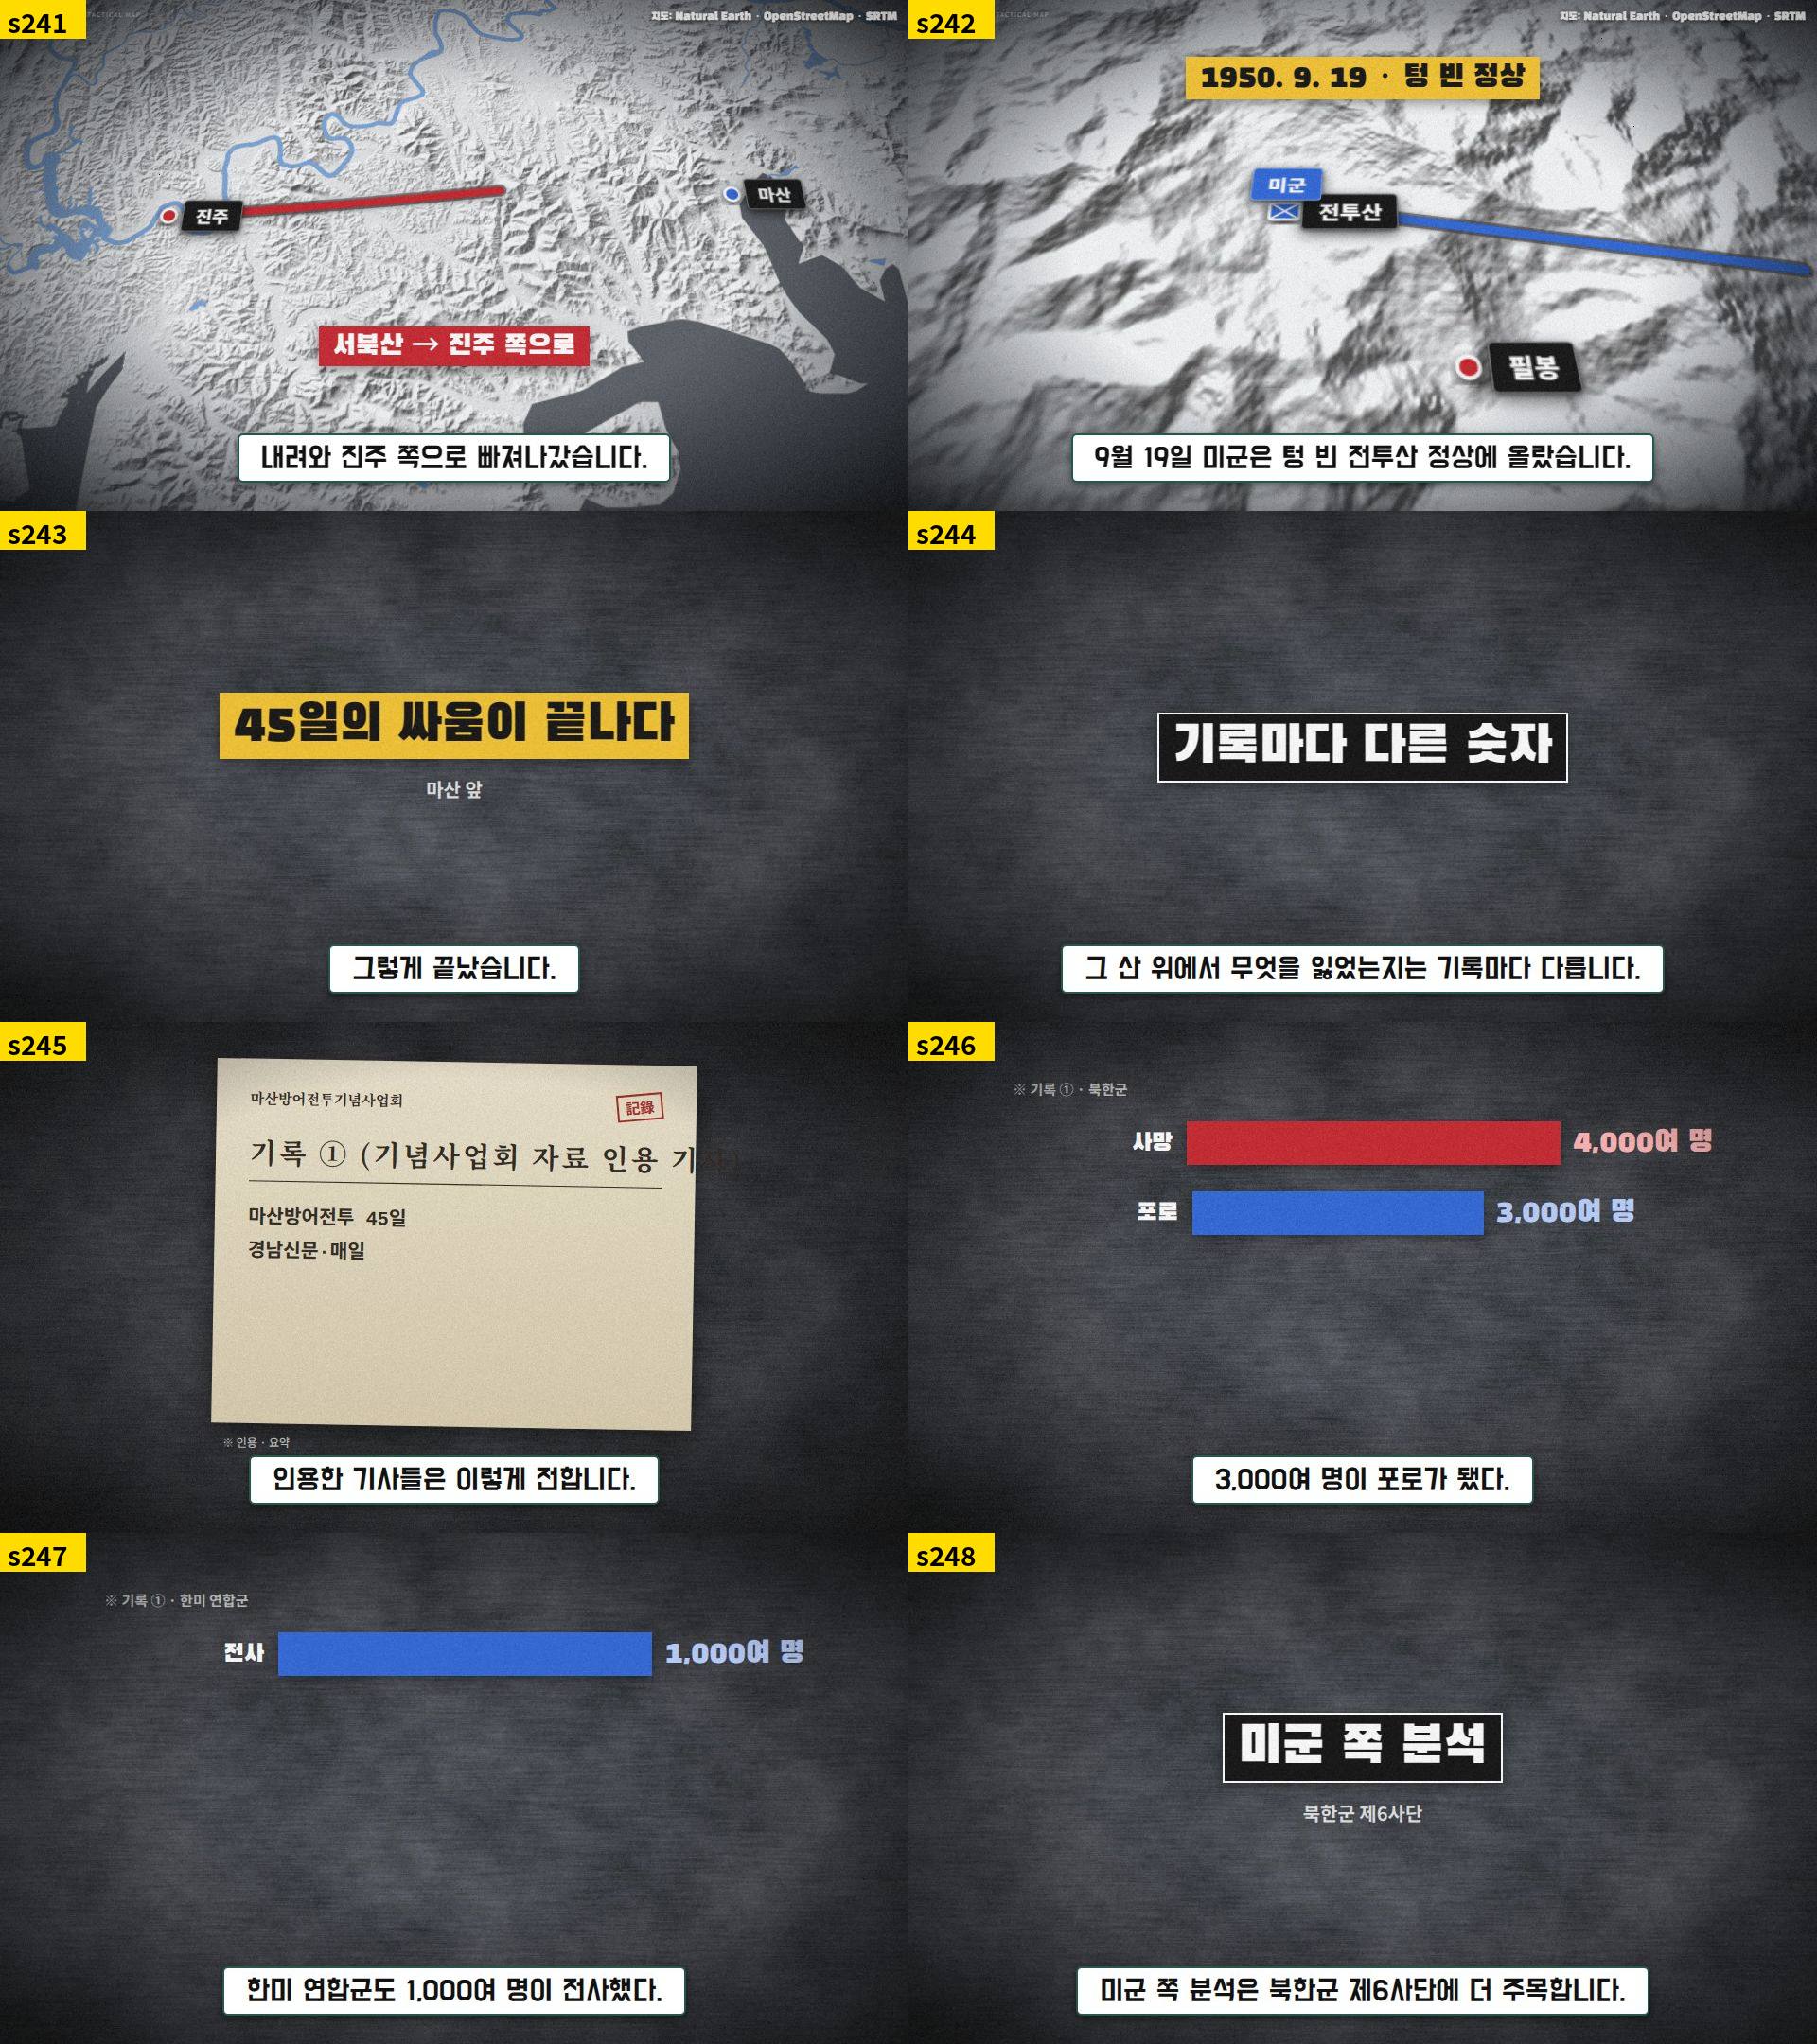 s241
TACTICAL MAP
지도: Natural Earth · OpenStreetMap · SRTM
진주
마산
서북산 → 진주 쪽으로
내려와 진주 쪽으로 빠져나갔습니다.
s242
TACTICAL MAP
지도: Natural Earth · OpenStreetMap · SRTM
1950. 9. 19 · 텅 빈 정상
미군
전투산
필봉
9월 19일 미군은 텅 빈 전투산 정상에 올랐습니다.
s243
45일의 싸움이 끝나다
마산 앞
그렇게 끝났습니다.
s244
기록마다 다른 숫자
그 산 위에서 무엇을 잃었는지는 기록마다 다릅니다.
s245
마산방어전투기념사업회
記錄
기록 ① (기념사업회 자료 인용 기
마산방어전투 45일
경남신문·매일
※ 인용 · 요약
인용한 기사들은 이렇게 전합니다.
s246
※ 기록 ① · 북한군
사망 4,000여 명
포로 3,000여 명
3,000여 명이 포로가 됐다.
s247
※ 기록 ① · 한미 연합군
전사 1,000여 명
한미 연합군도 1,000여 명이 전사했다.
s248
미군 쪽 분석
북한군 제6사단
미군 쪽 분석은 북한군 제6사단에 더 주목합니다.